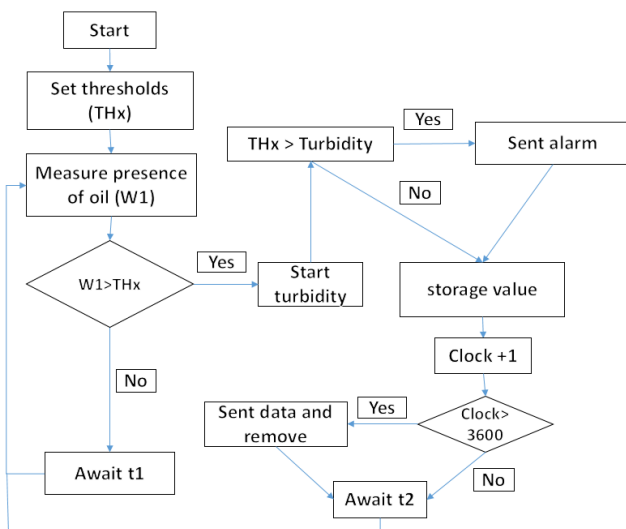 Start
Set thresholds
(THx)
Measure presence
of oil (W1)
W1>THx
Yes
Start
turbidity
THx > Turbidity
Yes
Sent alarm
No
storage value
Clock +1
Clock>
3600
Yes
Sent data and
remove
No
Await t2
No
Await t1